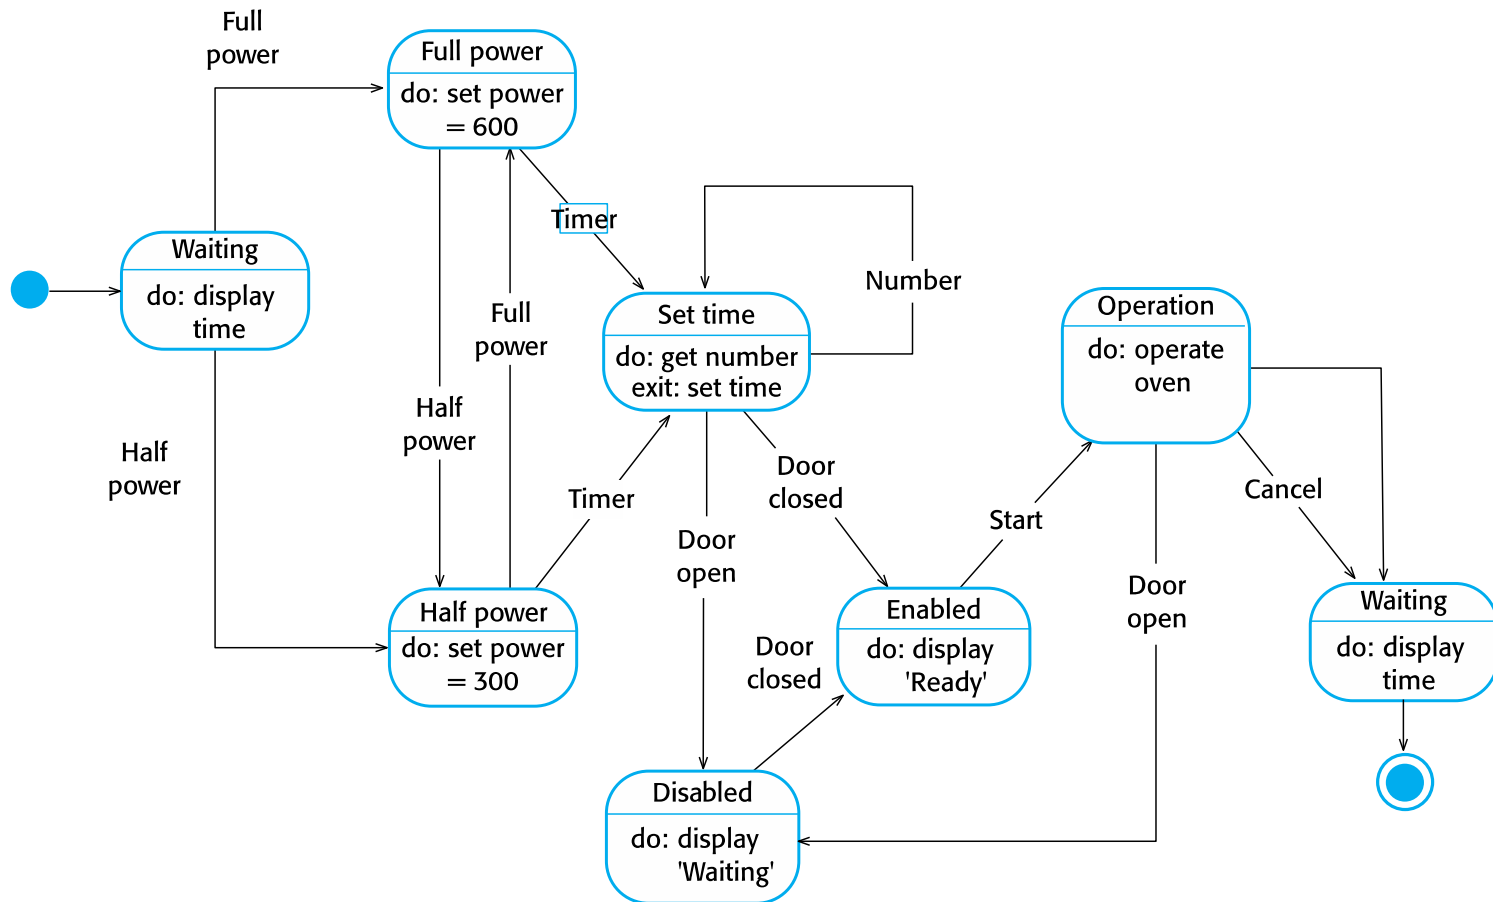 Full
power
Full power
do: set power
= 600
Timer
Waiting
do: display
time
Number
Full
power
Set time
do: get number
exit: set time
Operation
do: operate
oven
Half
power
Half
power
Timer
Door
closed
Cancel
Start
Door
open
Door
open
Half power
do: set power
= 300
Enabled
do: display
'Ready'
Waiting
do: display
time
Door
closed
Disabled
do: display
'Waiting'